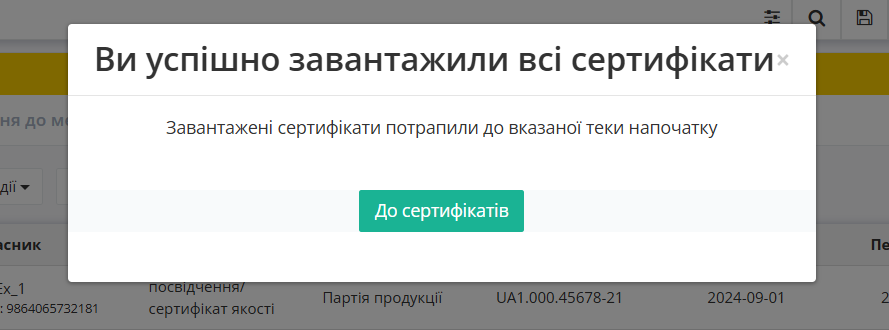 Ви успішно завантажили всі сертифікати ×
ня до ме
Завантажені сертифікати потрапили до вказаної теки напочатку
дії
До сертифікатів
асник
Пе
Ex_1
: 9864065732181
посвідчення/
сертифікат якості
Партія продукції
UA1.000.45678-21
2024-09-01
2